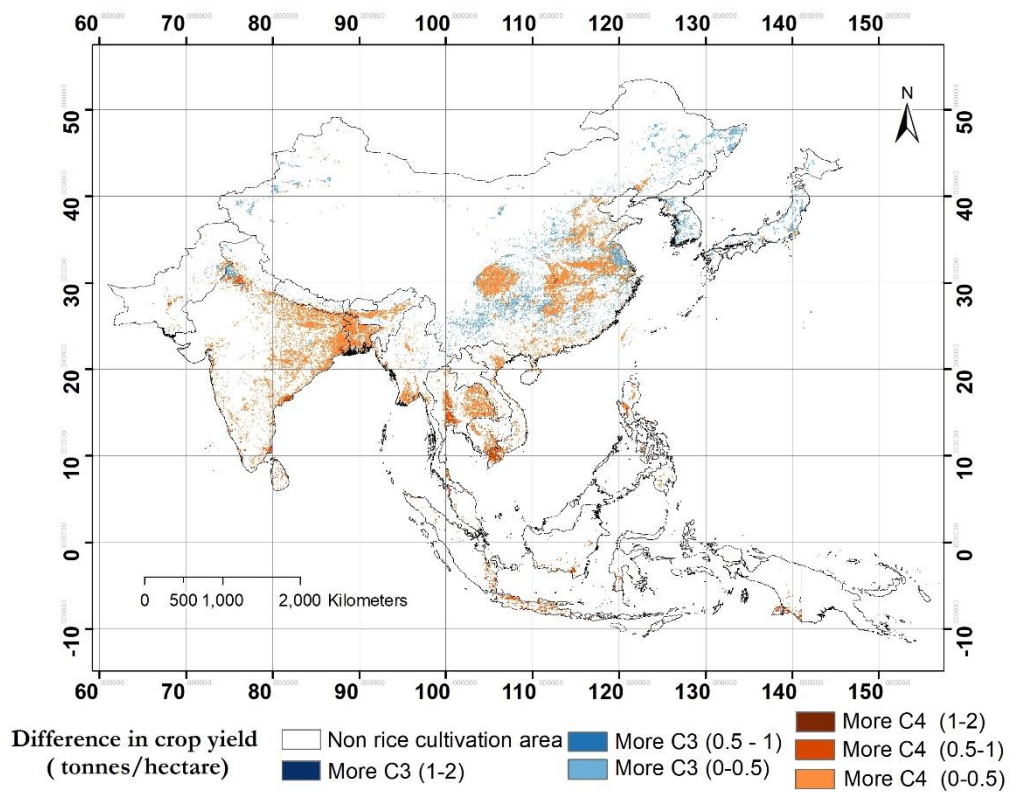 60 70 80 90 100 110 120 130 140 150
N
50 50
40 40
30 30
20 20
10 10
0 0
-10 -10
0 500 1,000 2,000 Kilometers
60 70 80 90 100 110 120 130 140 150
Difference in crop yield
( tonnes/hectare)
Non rice cultivation area
More C3 (1-2)
More C3 (0.5 - 1)
More C3 (0-0.5)
More C4 (1-2)
More C4 (0.5-1)
More C4 (0-0.5)